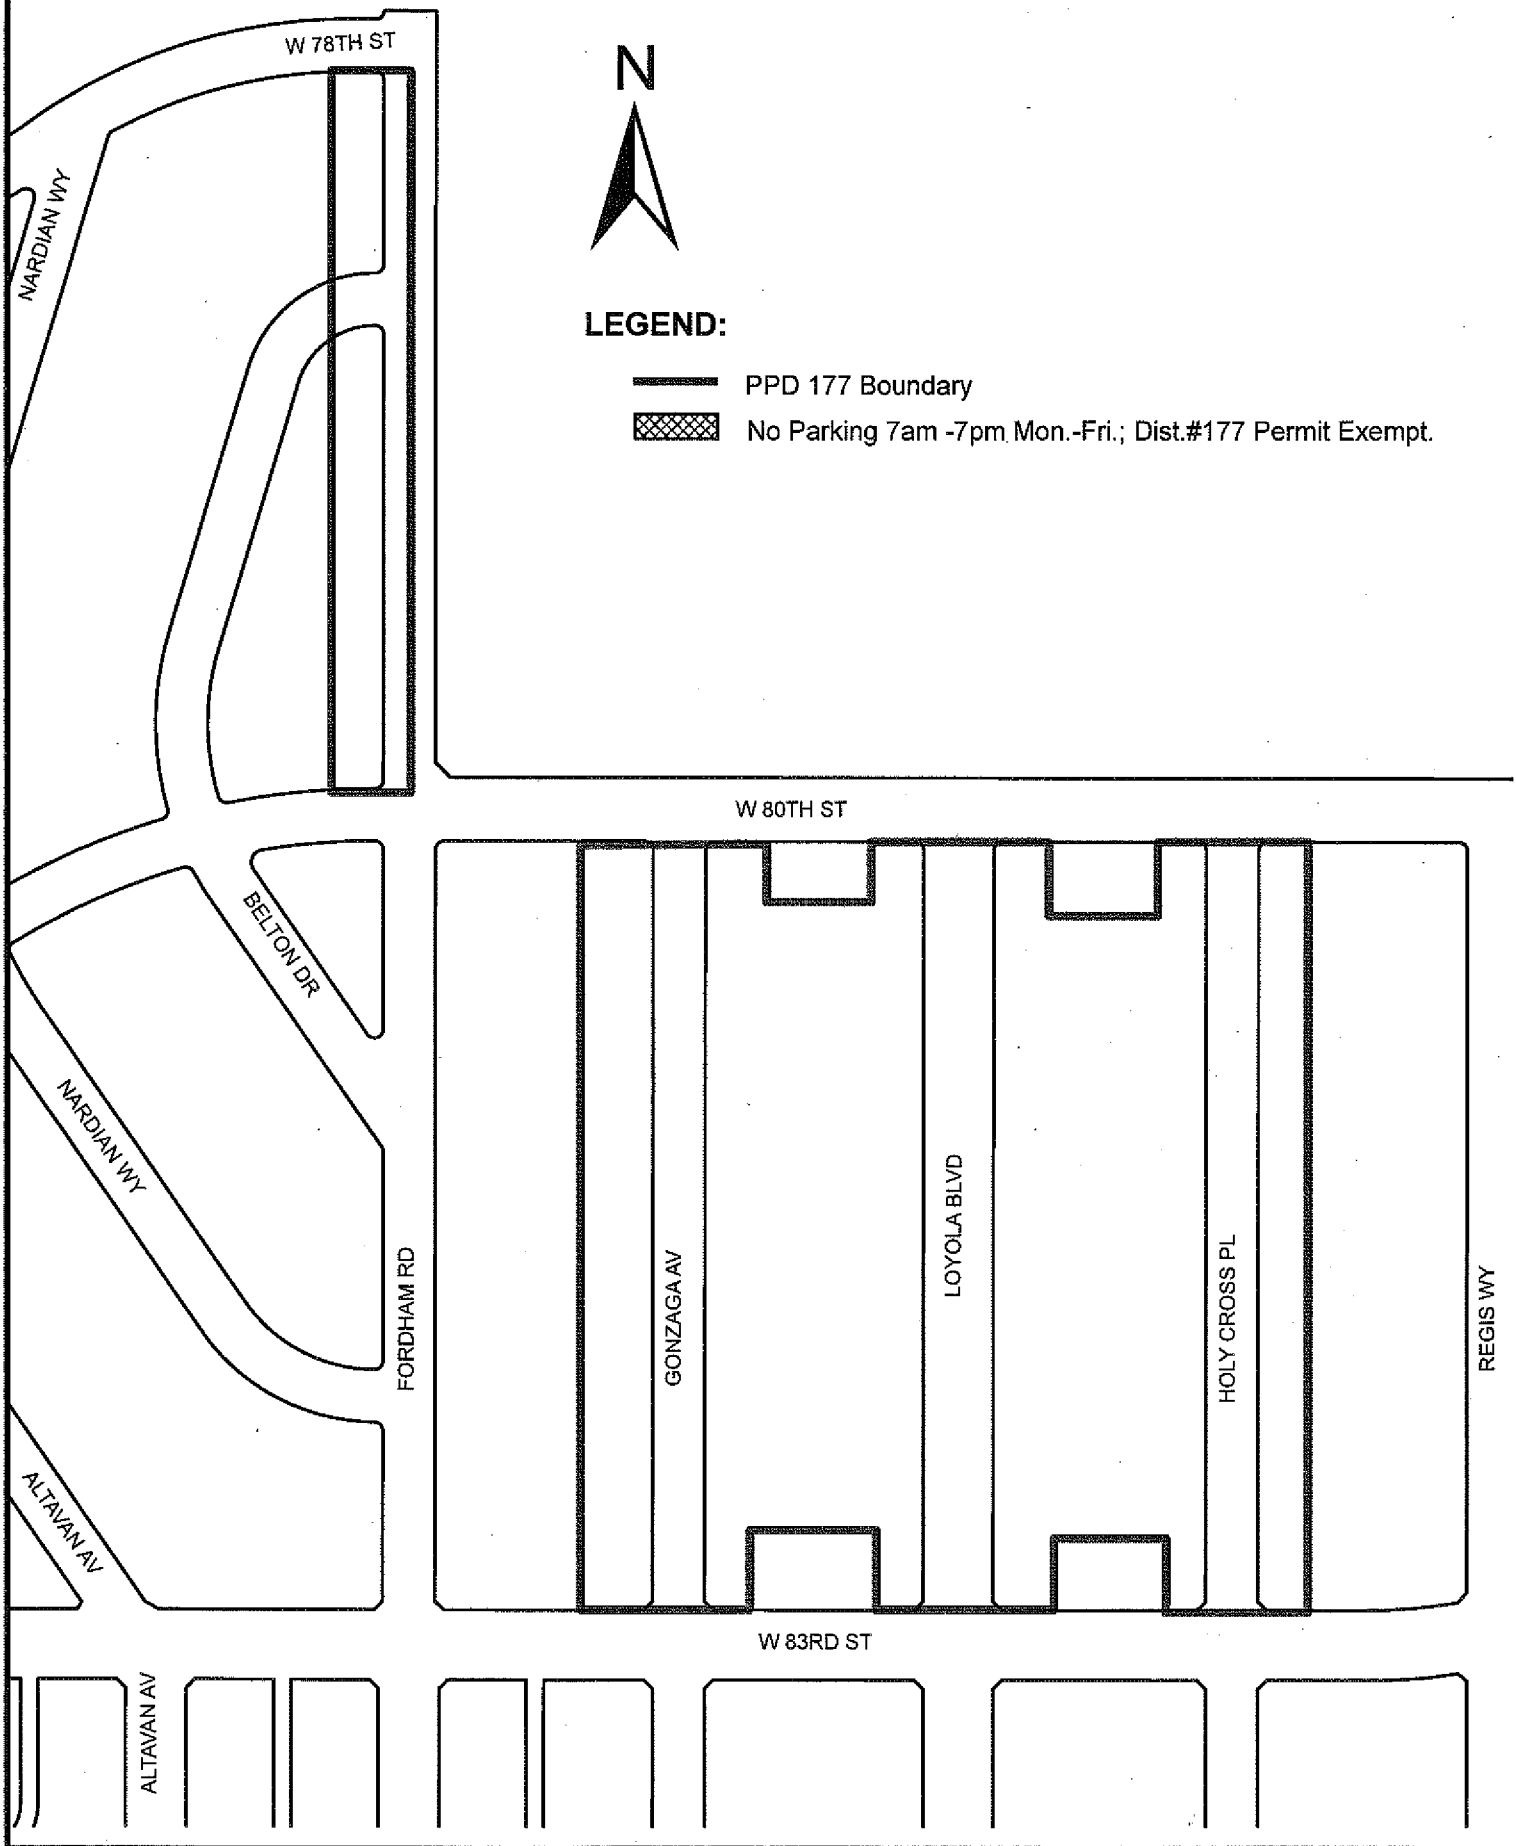 W 78TH ST
N
NARDIAN WY
LEGEND:
PPD 177 Boundary
No Parking 7am -7pm Mon.-Fri.; Dist.#177 Permit Exempt.
W 80TH ST
BELTON DR
NARDIAN WY
FORDHAM RD
GONZAGA AV
LOYOLA BLVD
HOLY CROSS PL
REGIS WY
ALTAVAN AV
W 83RD ST
ALTAVAN AV